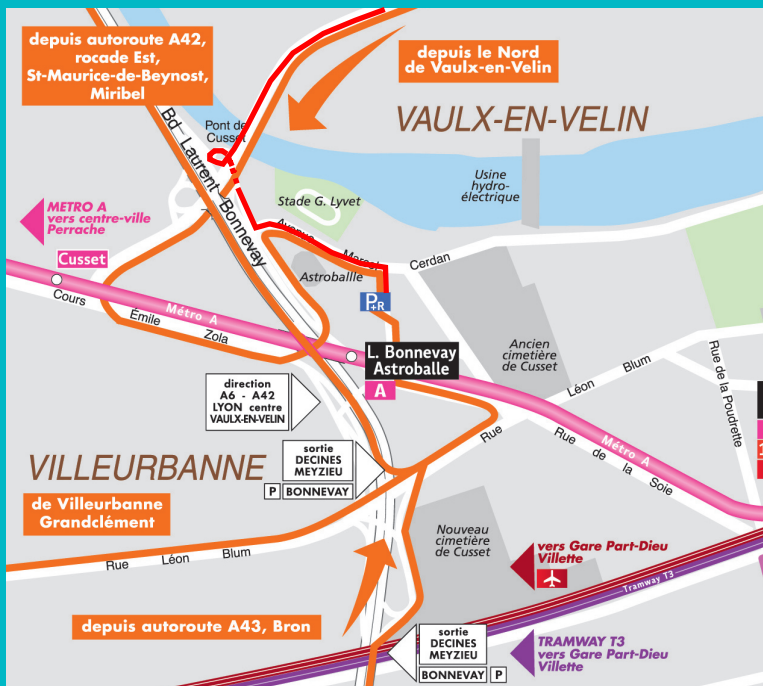 depuis autoroute A42,
rocade Est,
St-Maurice-de-Beynost,
Miribel
depuis le Nord
de Vaulx-en-Velin
VAULX-EN-VELIN
Pont de
Cusset
Bd Laurent Bonnevay
Usine
hydro-
électrique
Stade G. Lyvet
METRO A
vers centre-ville
Perrache
Cusset
Avenue Marcel Cerdan
Astroballle
P+R
Métro A
Cours Émile Zola
L. Bonnevay
Astroballe
A
Ancien
cimetière
de Cusset
Rue Léon Blum
Rue de la Poudrette
direction
A6 - A42
LYON centre
VAULX-EN-VELIN
Rue de la Soie
Métro A
sortie
DECINES
MEYZIEU
P BONNEVAY
VILLEURBANNE
de Villeurbanne
Grandclément
Rue Léon Blum
Nouveau
cimetière
de Cusset
vers Gare Part-Dieu
Villette
Tramway T3
depuis autoroute A43, Bron
sortie
DECINES
MEYZIEU
BONNEVAY P
TRAMWAY T3
vers Gare Part-Dieu
Villette